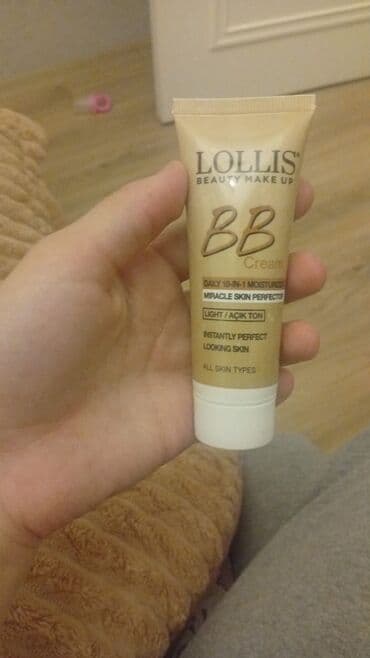 LOLLIS
BEAUTY MAKE UP
BB
Cream
DAILY 10-IN-1 MOISTURIZER
MIRACLE SKIN PERFECTOR
LIGHT / AÇIK TON
INSTANTLY PERFECT
LOOKING SKIN
ALL SKIN TYPES